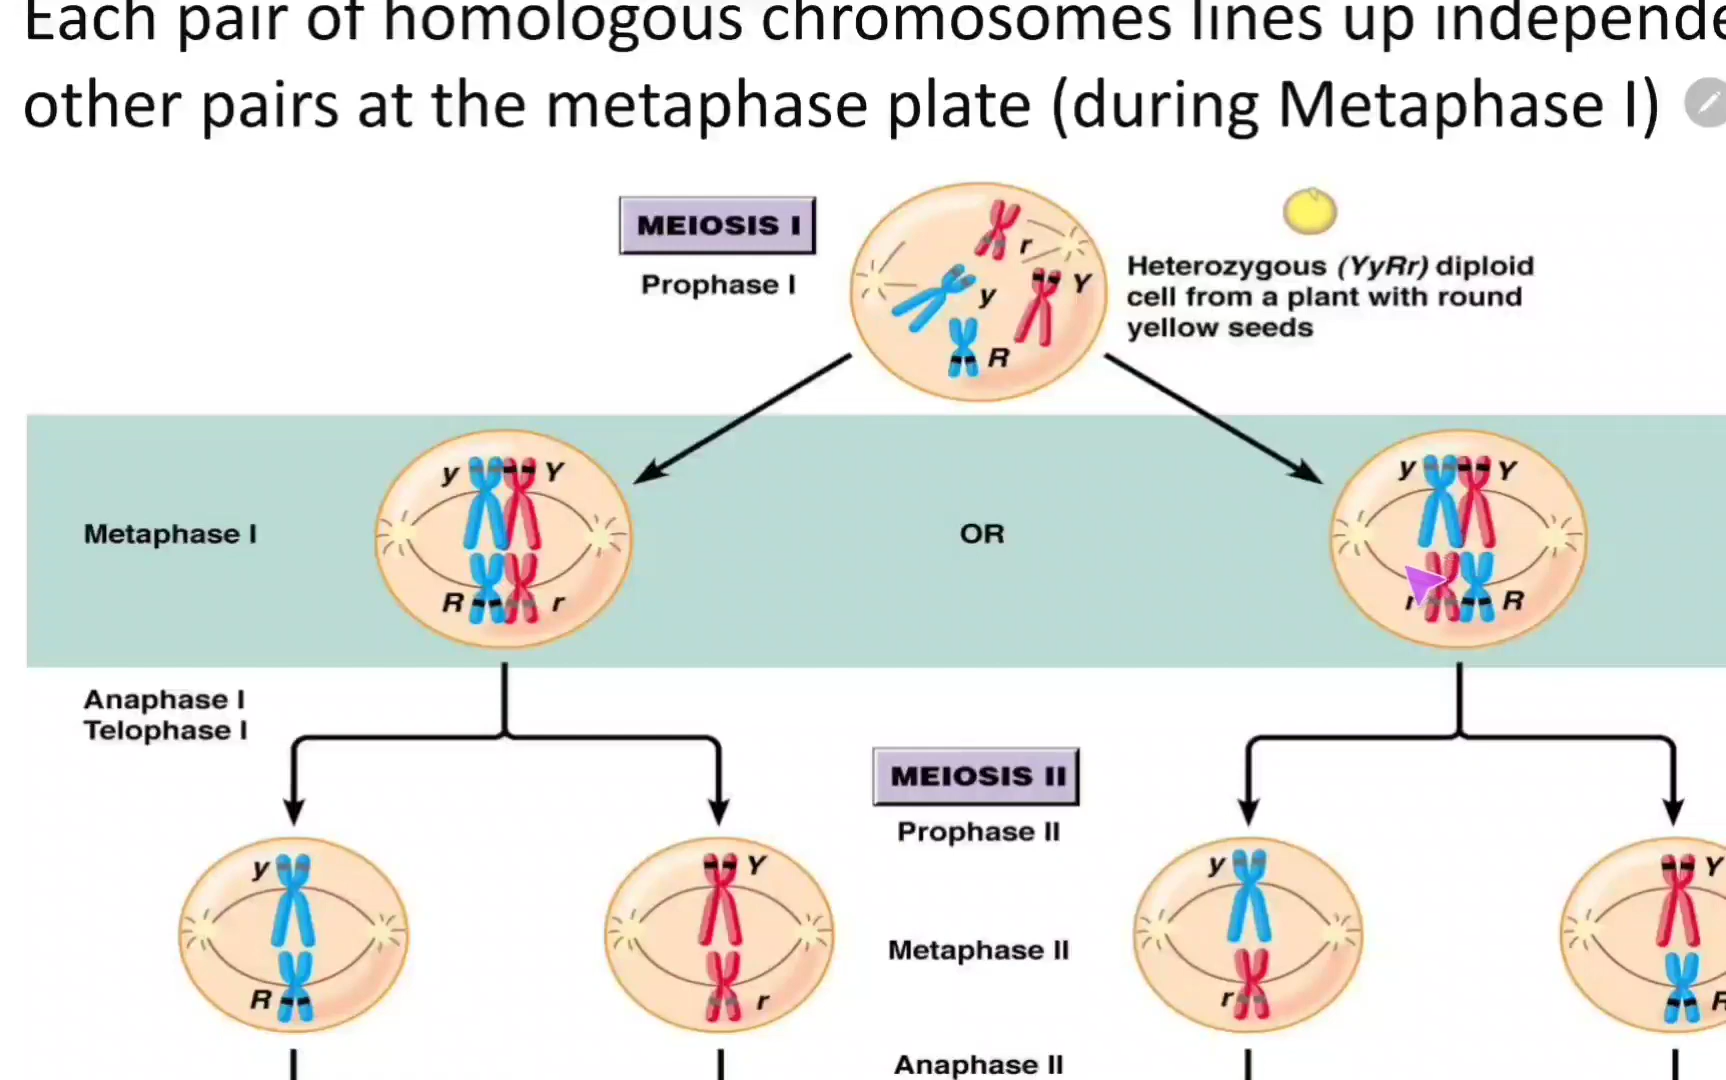 Each pair of homologous chromosomes lines up
other pairs at the metaphase plate (during Metaphase I)
MEIOSIS I
Prophase I
r
Y
y
R
Heterozygous (YyRr) diploid
cell from a plant with round
yellow seeds
Metaphase I
y Y
R r
OR
y Y
r R
Anaphase I
Telophase I
MEIOSIS II
Prophase II
y
R
Y
r
y
r
Y
R
Metaphase II
Anaphase II